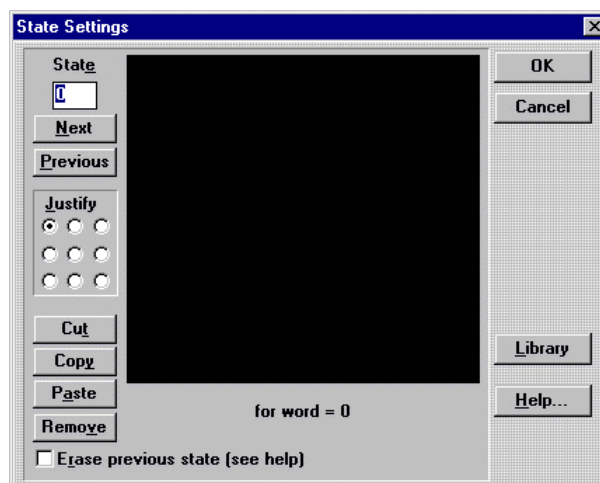 State Settings
State
0
Next
Previous
Justify
Cut
Copy
Paste
Remove
for word = 0
Erase previous state (see help)
OK
Cancel
Library
Help...